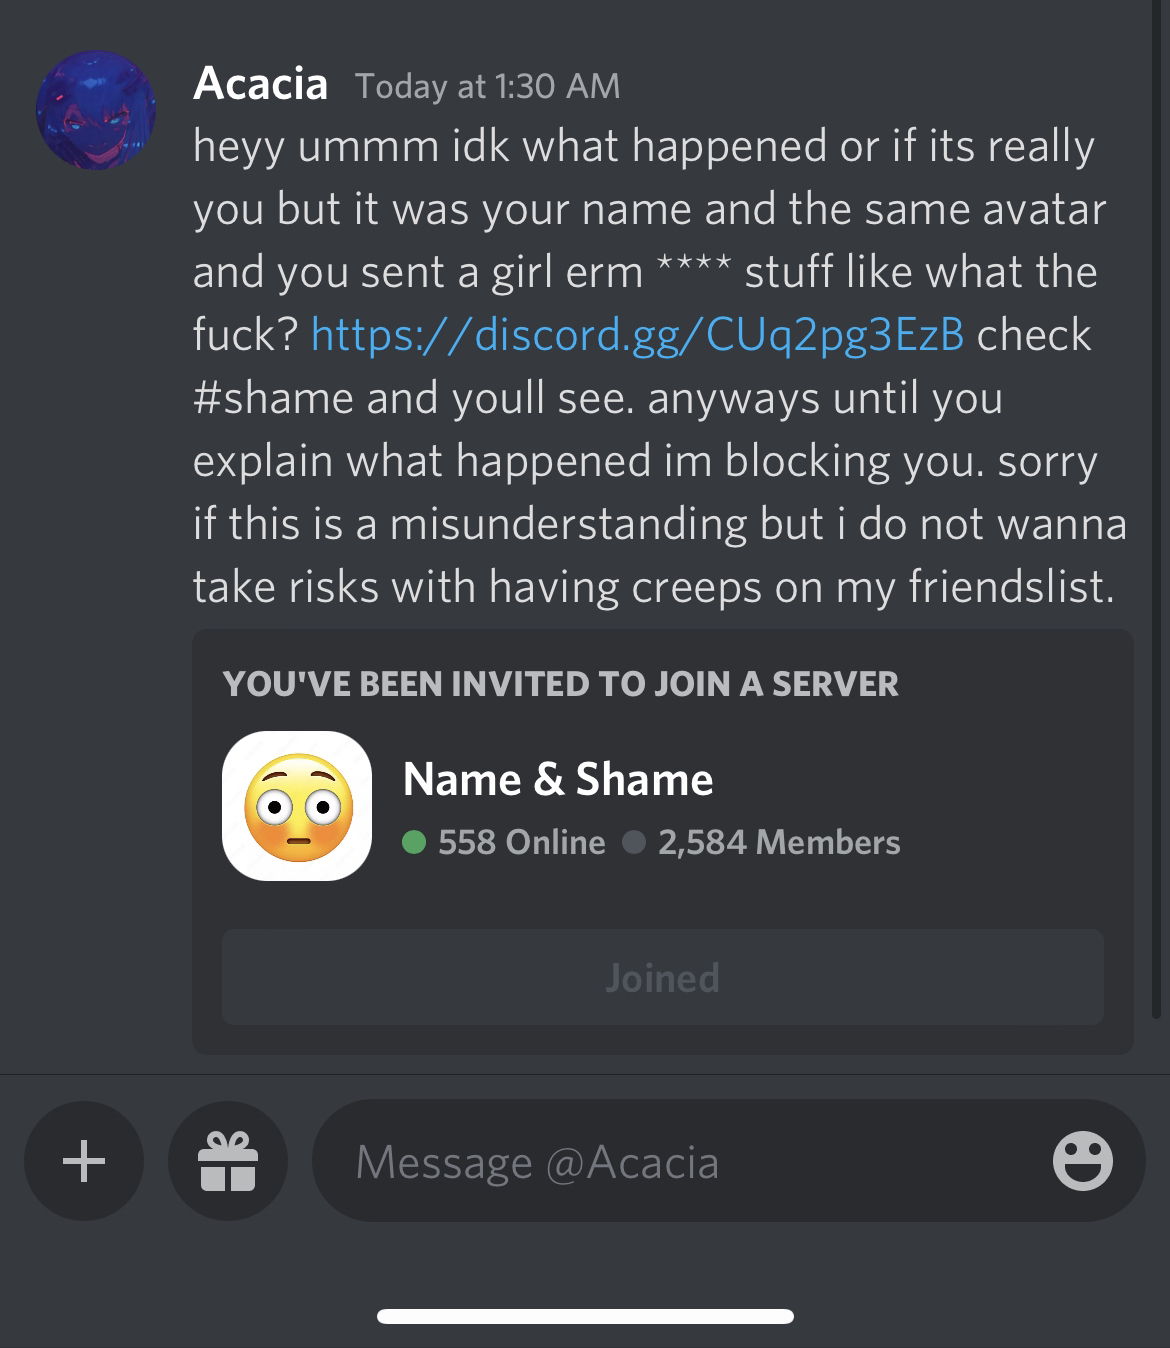 Acacia Today at 1:30 AM
heyy ummm idk what happened or if its really
you but it was your name and the same avatar
and you sent a girl erm **** stuff like what the
fuck? https://discord.gg/CUq2pg3EzB check
#shame and youll see. anyways until you
explain what happened im blocking you. sorry
if this is a misunderstanding but i do not wanna
take risks with having creeps on my friendslist.
YOU'VE BEEN INVITED TO JOIN A SERVER
Name & Shame
558 Online 2,584 Members
Joined
Message @Acacia